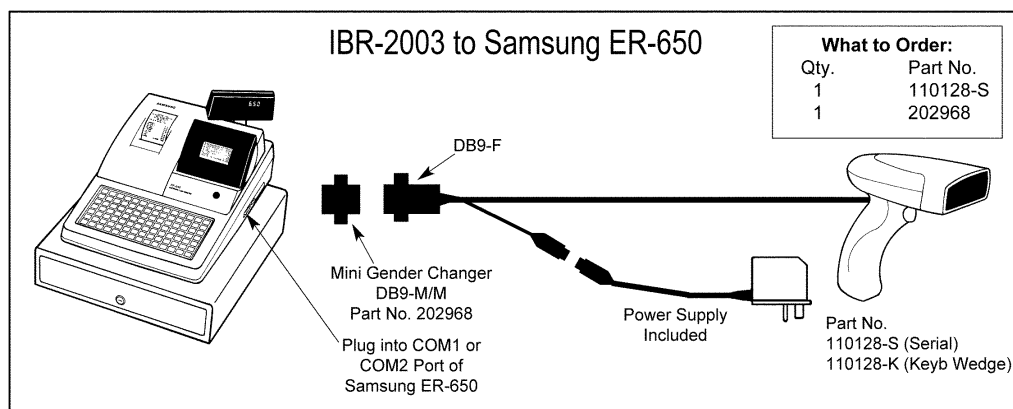 IBR-2003 to Samsung ER-650
What to Order:
Qty. Part No.
1 110128-S
1 202968
SAMSUNG
650
DB9-F
Mini Gender Changer
DB9-M/M
Part No. 202968
Plug into COM1 or
COM2 Port of
Samsung ER-650
Power Supply
Included
Part No.
110128-S (Serial)
110128-K (Keyb Wedge)